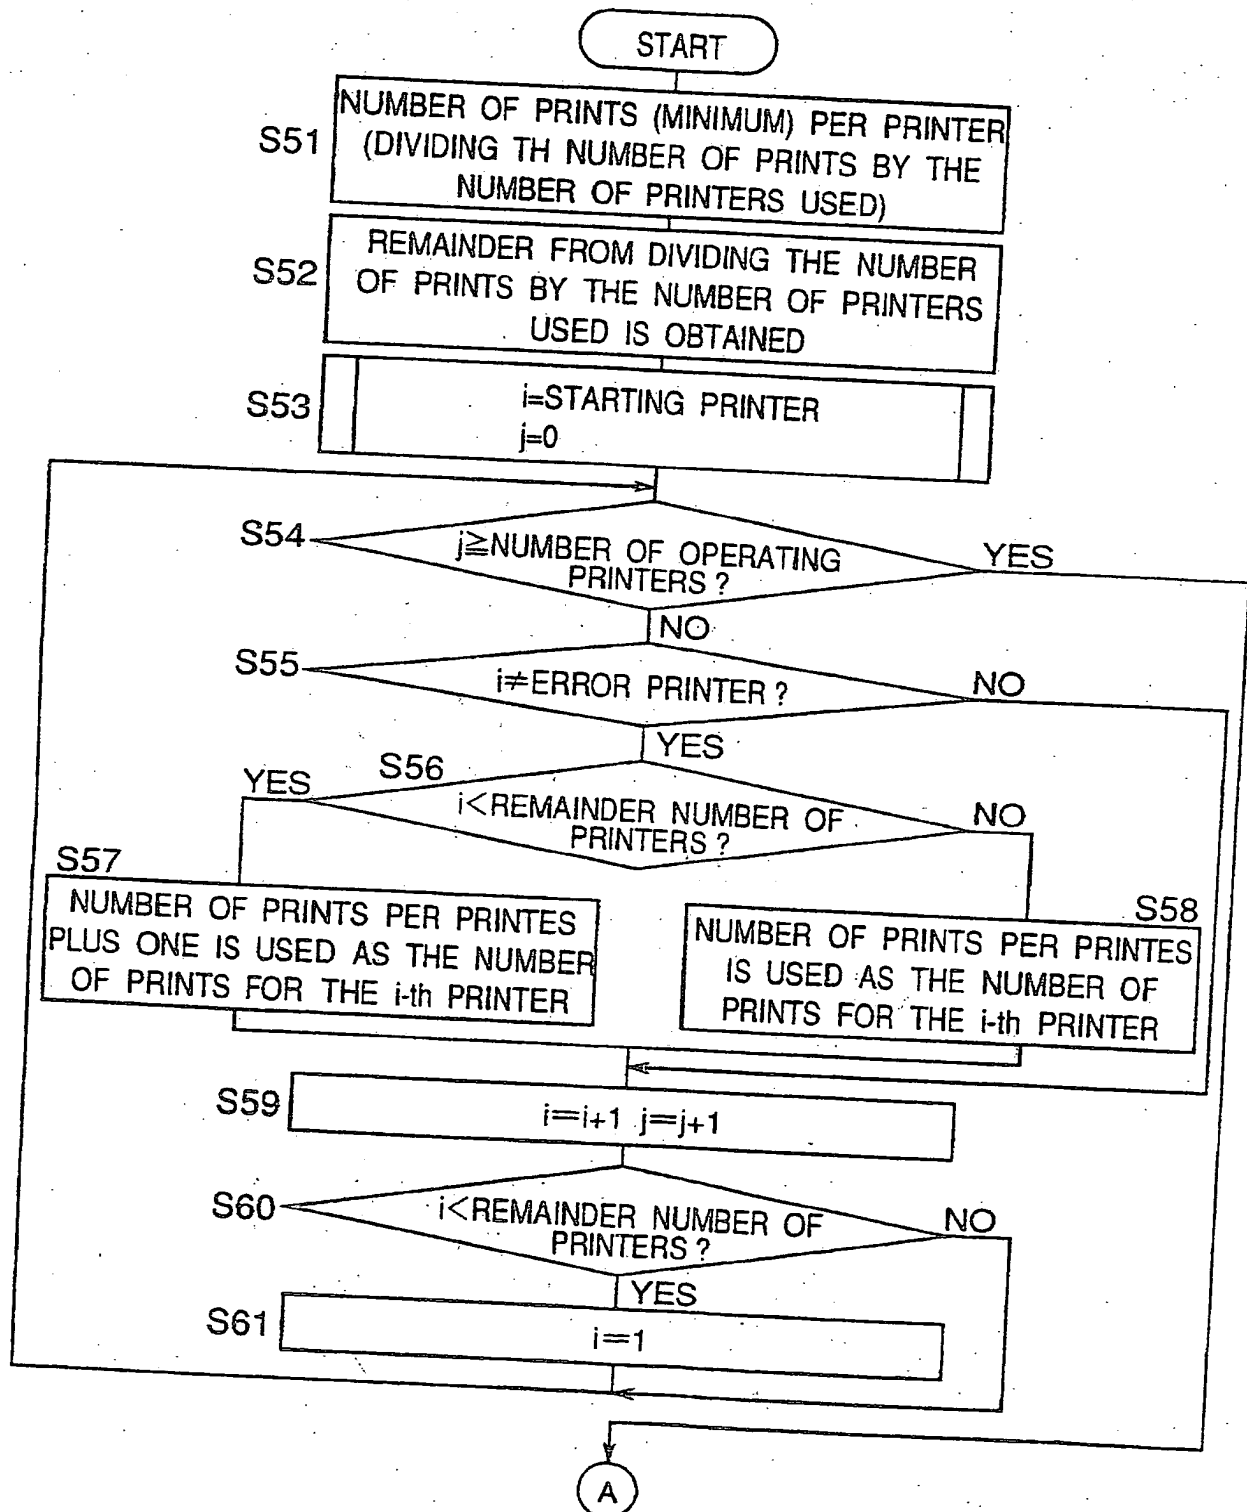 START
S51
NUMBER OF PRINTS (MINIMUM) PER PRINTER
(DIVIDING TH NUMBER OF PRINTS BY THE
NUMBER OF PRINTERS USED)
S52
REMAINDER FROM DIVIDING THE NUMBER
OF PRINTS BY THE NUMBER OF PRINTERS
USED IS OBTAINED
S53
i=STARTING PRINTER
j=0
S54
j≧NUMBER OF OPERATING
PRINTERS?
YES
NO
S55
i≠ERROR PRINTER?
NO
YES
S56
YES
i<REMAINDER NUMBER OF
PRINTERS?
NO
S57
NUMBER OF PRINTS PER PRINTES
PLUS ONE IS USED AS THE NUMBER
OF PRINTS FOR THE i-th PRINTER
S58
NUMBER OF PRINTS PER PRINTES
IS USED AS THE NUMBER OF
PRINTS FOR THE i-th PRINTER
S59
i=i+1 j=j+1
S60
i<REMAINDER NUMBER OF
PRINTERS?
NO
YES
S61
i=1
A